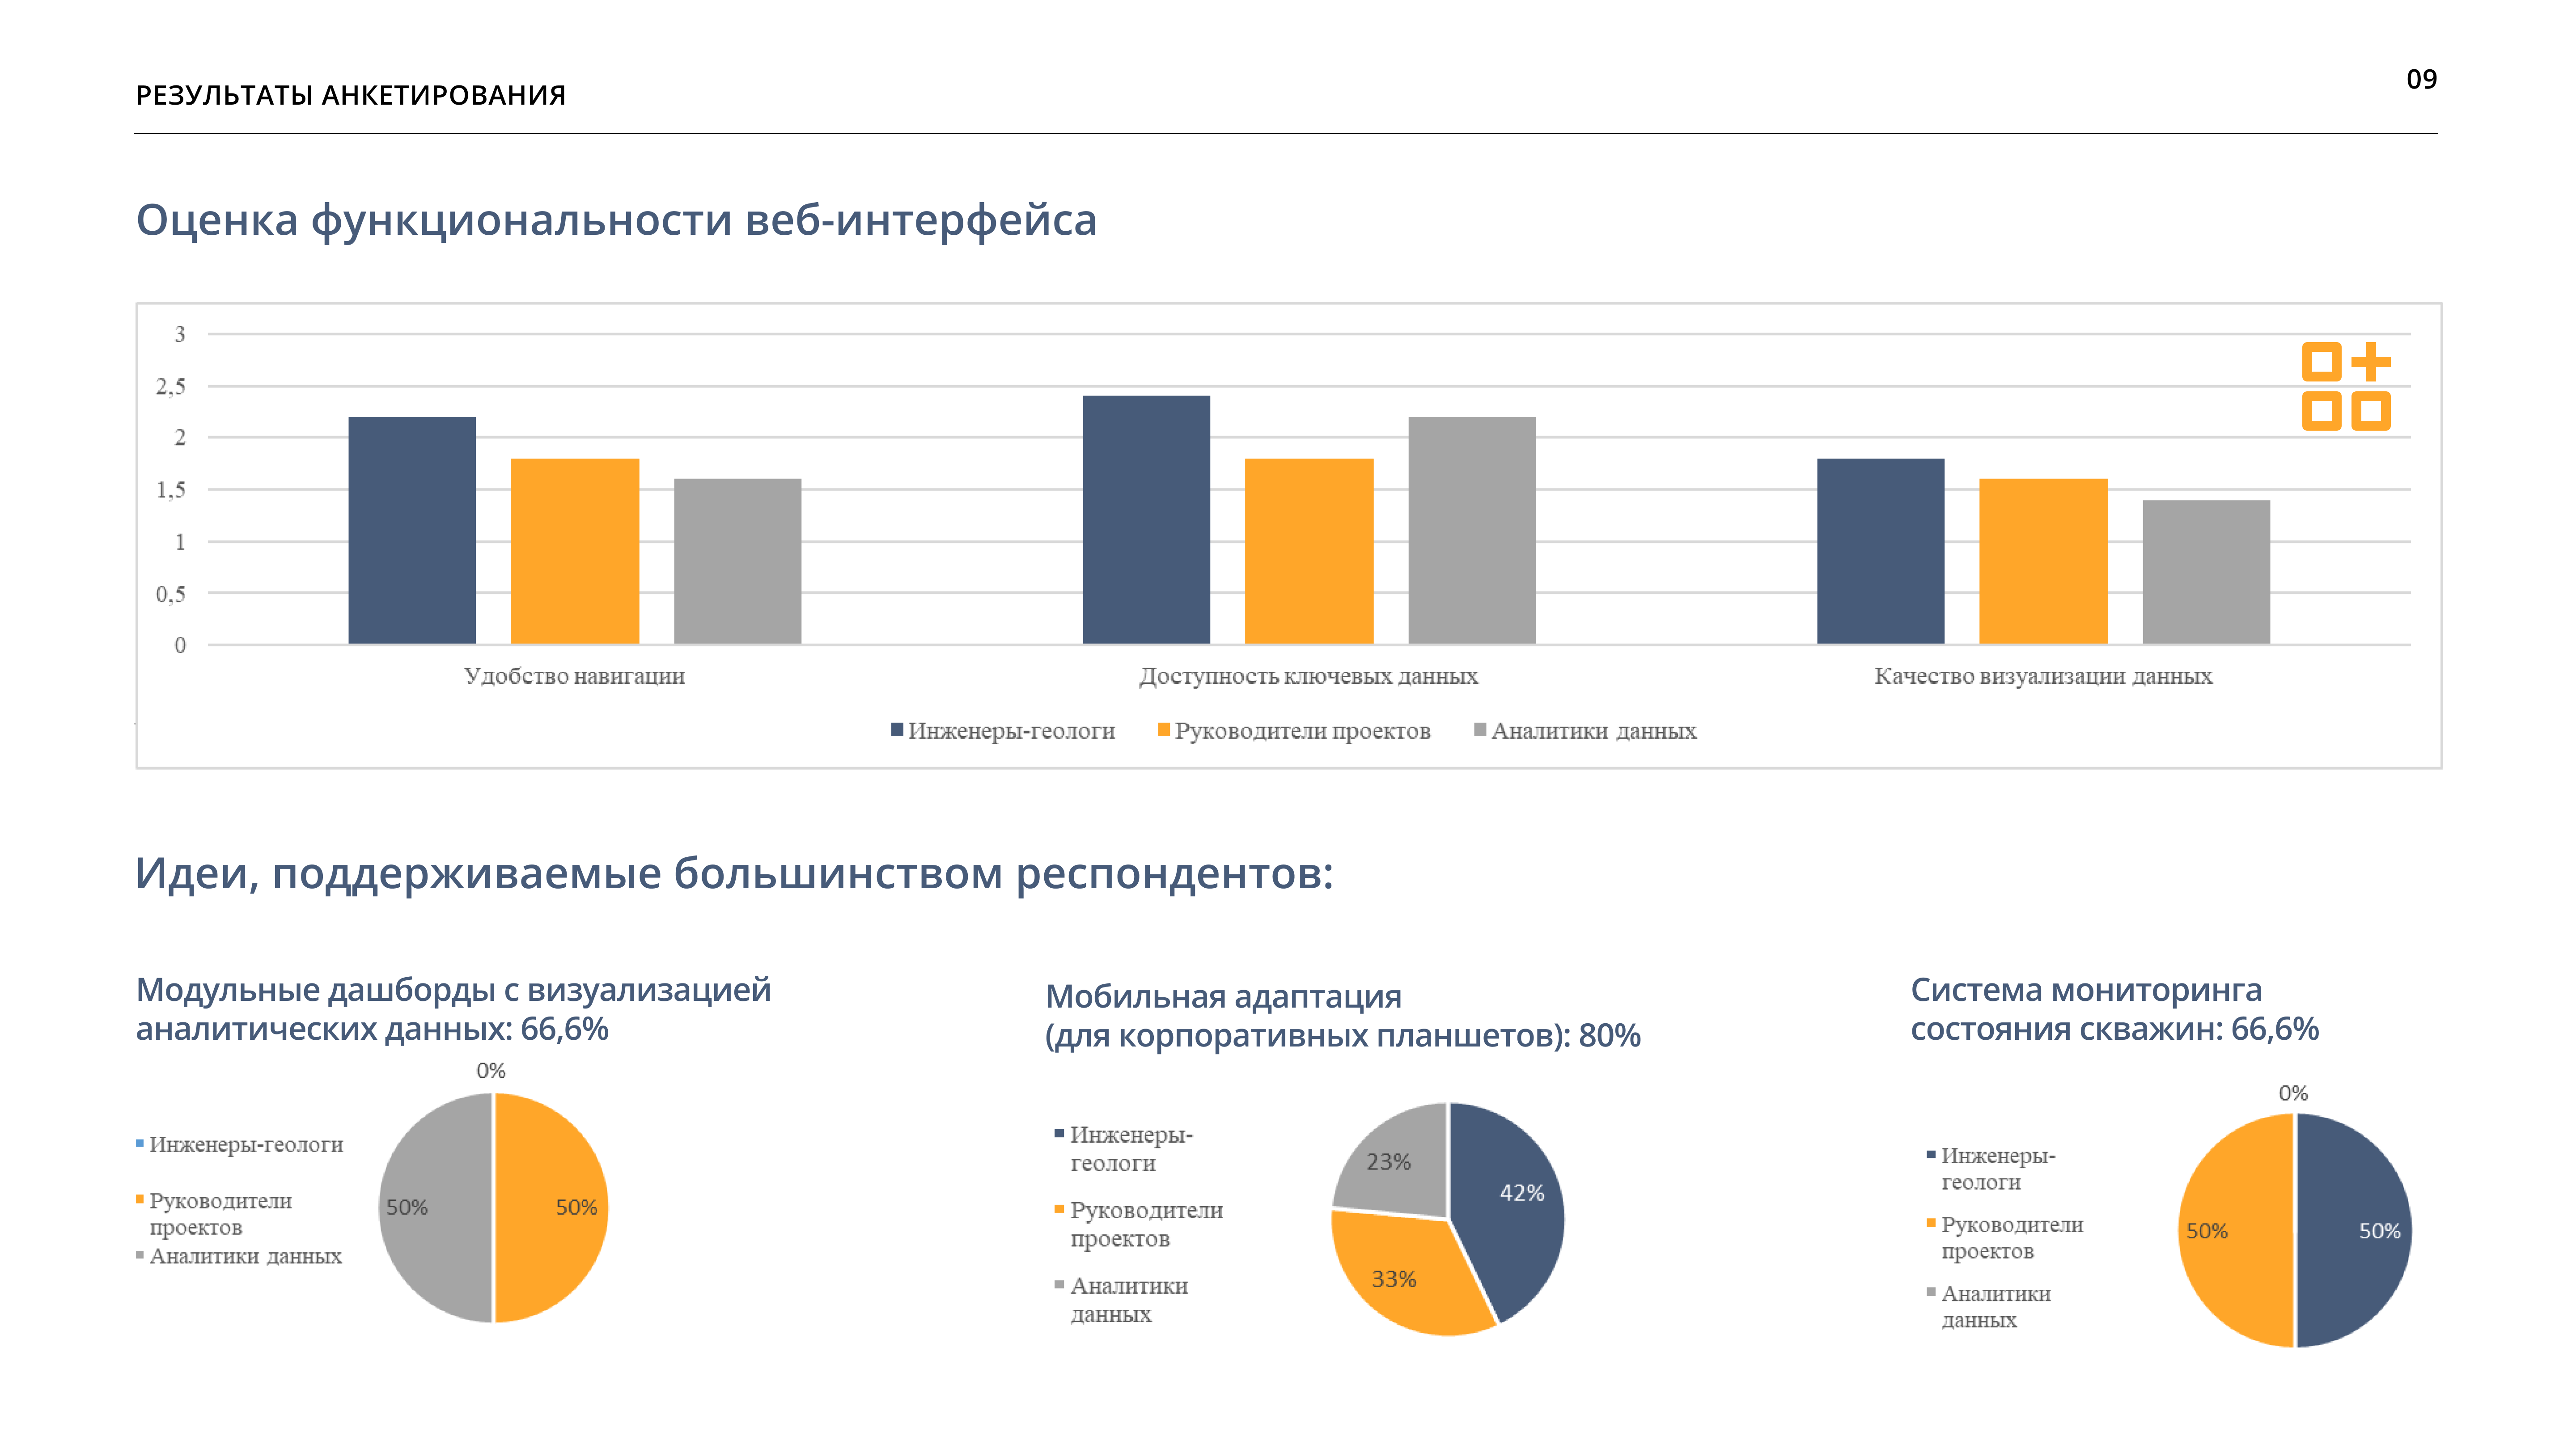 РЕЗУЛЬТАТЫ АНКЕТИРОВАНИЯ
09
Оценка функциональности веб-интерфейса
3
2,5
2
1,5
1
0,5
0
Удобство навигации
Доступность ключевых данных
Качество визуализации данных
Инженеры-геологи
Руководители проектов
Аналитики данных
Идеи, поддерживаемые большинством респондентов:
Модульные дашборды с визуализацией
аналитических данных: 66,6%
0%
Инженеры-геологи
Руководители
проектов
Аналитики данных
50%
50%
Мобильная адаптация
(для корпоративных планшетов): 80%
Инженеры-
геологи
Руководители
проектов
Аналитики
данных
23%
42%
33%
Система мониторинга
состояния скважин: 66,6%
0%
Инженеры-
геологи
Руководители
проектов
Аналитики
данных
50%
50%